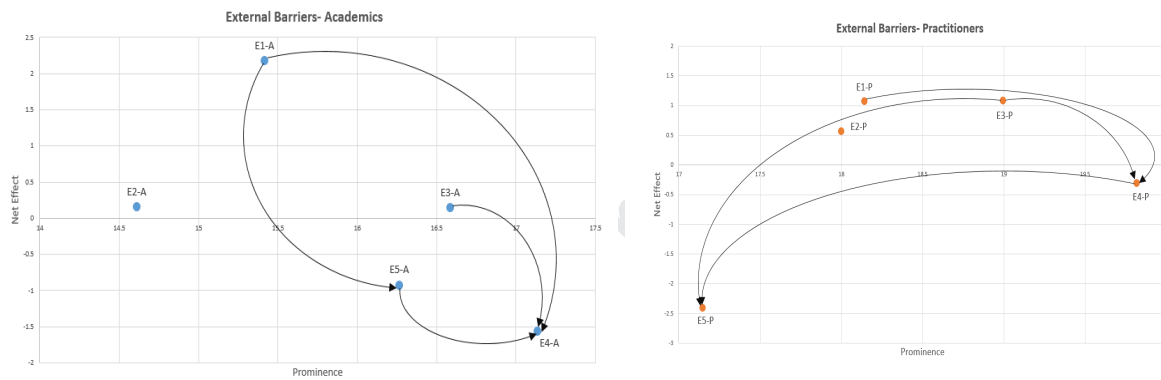 External Barriers- Academics
2.5
2
1.5
1
0.5
0
-0.5
-1
-1.5
-2
14
14.5
15
15.5
16
16.5
17
17.5
Net Effect
Prominence
E1-A
E2-A
E3-A
E5-A
E4-A
External Barriers- Practitioners
2
1.5
1
0.5
0
-0.5
-1
-1.5
-2
-2.5
-3
17
17.5
18
18.5
19
19.5
Net Effect
Prominence
E1-P
E3-P
E2-P
E4-P
E5-P